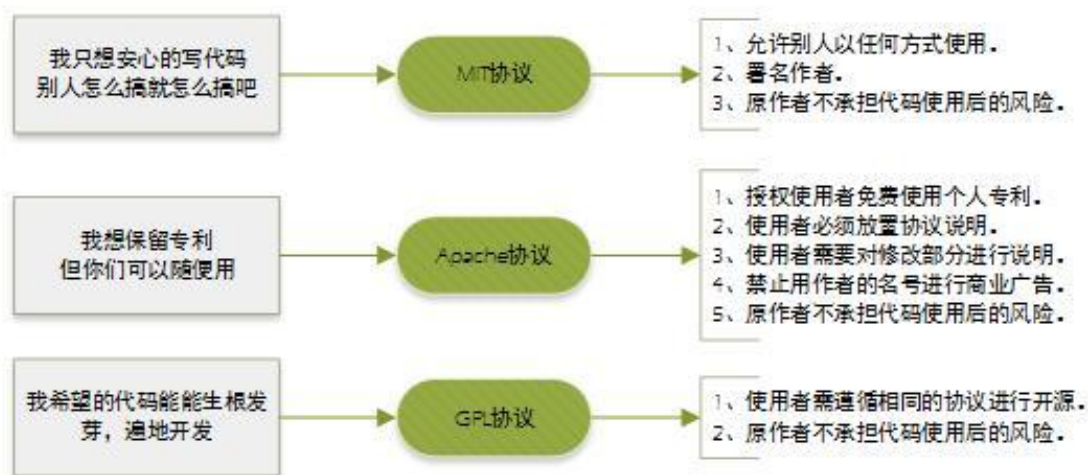 我只想安心的写代码
别人怎么搞就怎么搞吧
MIT协议
1、允许别人以任何方式使用.
2、署名作者.
3、原作者不承担代码使用后的风险.
我想保留专利
但你们可以随便用
Apache协议
1、授权使用者免费使用个人专利.
2、使用者必须放置协议说明.
3、使用者需要对修改部分进行说明.
4、禁止用作者的名号进行商业广告.
5、原作者不承担代码使用后的风险.
我希望的代码能能生根发
芽，遍地开发
GPL协议
1、使用者需遵循相同的协议进行开源.
2、原作者不承担代码使用后的风险.